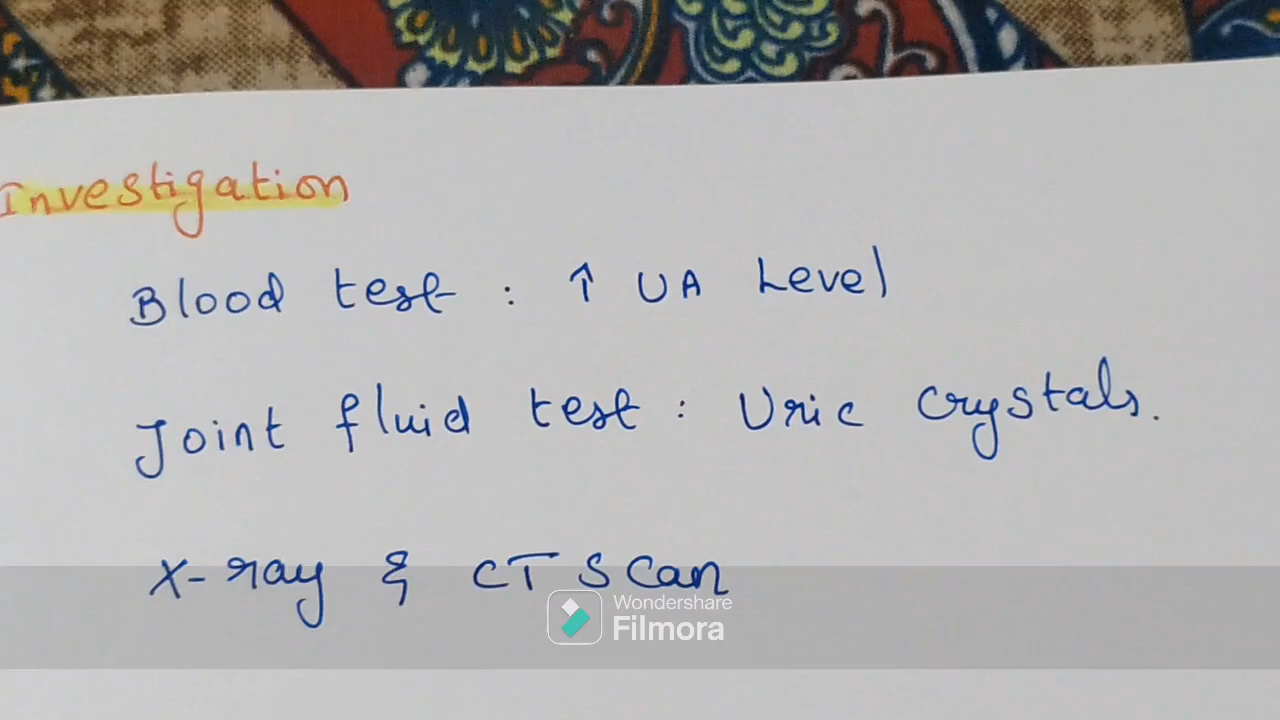 Investigation
Blood test : ↑ UA Level
Joint fluid test : Uric crystals.
X-ray & CT Scan
Wondershare
Filmora